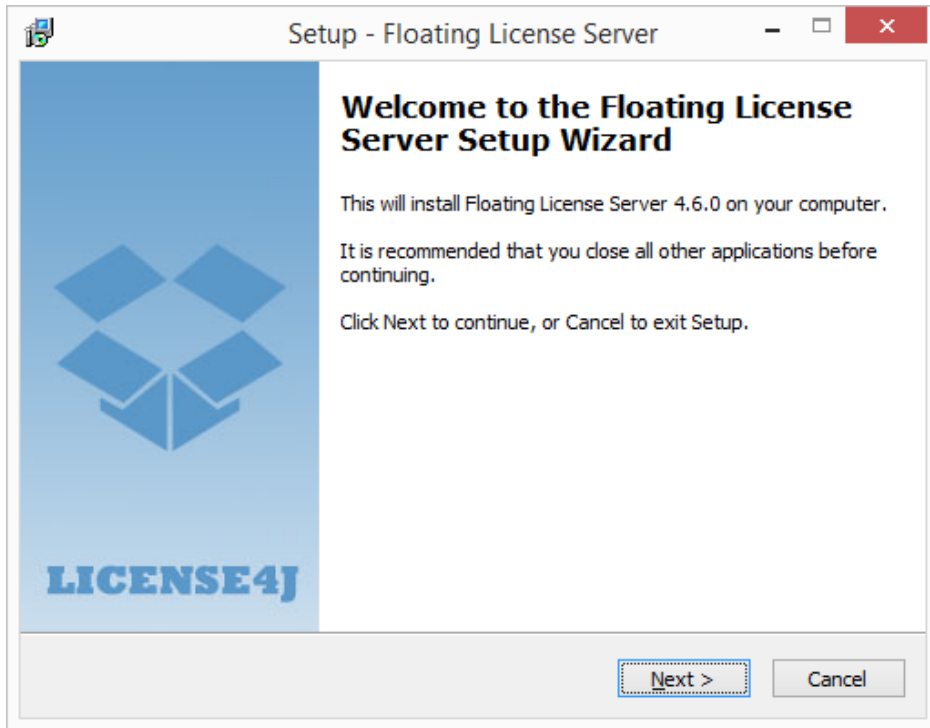 Setup - Floating License Server
Welcome to the Floating License
Server Setup Wizard
This will install Floating License Server 4.6.0 on your computer.
It is recommended that you close all other applications before
continuing.
Click Next to continue, or Cancel to exit Setup.
LICENSE4J
Next >
Cancel